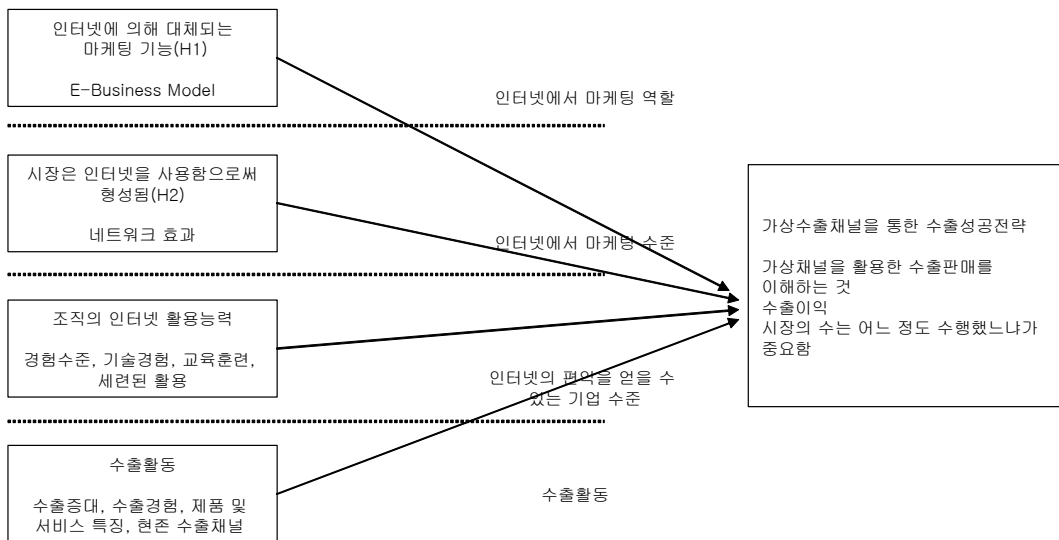 인터넷에 의해 대체되는
마케팅 기능(H1)
E-Business Model
인터넷에서 마케팅 역할
시장은 인터넷을 사용함으로써
형성됨(H2)
네트워크 효과
인터넷에서 마케팅 수준
조직의 인터넷 활용능력
경험수준, 기술경험, 교육훈련,
세련된 활용
인터넷의 편익을 얻을 수
있는 기업 수준
수출활동
수출증대, 수출경험, 제품 및
서비스 특징, 현존 수출채널
수출활동
가상수출채널을 통한 수출성공전략
가상채널을 활용한 수출판매를
이해하는 것
수출이익
시장의 수는 어느 정도 수행했느냐가
중요함